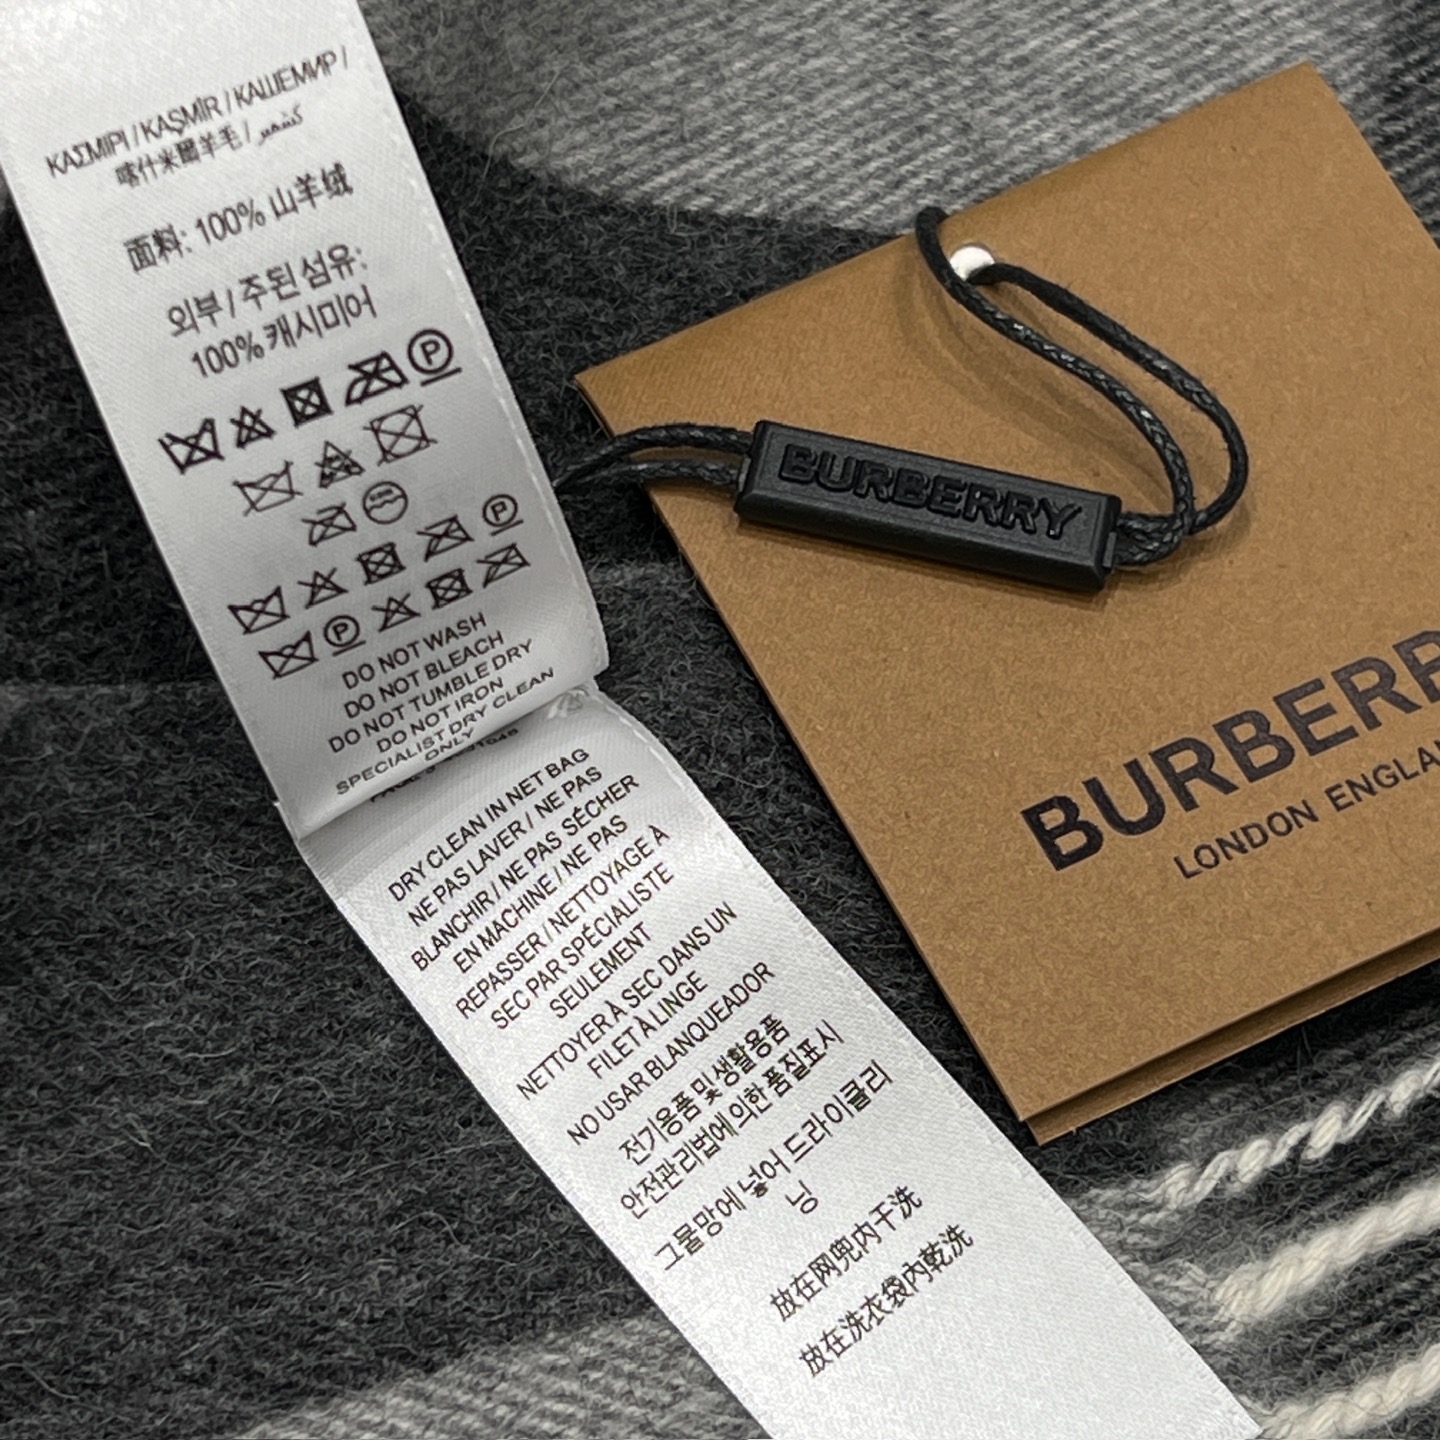 ΚΑΣΜΙΡΙ / KAŞMİR / КАШЕМИР /
喀什米爾羊毛 / كشمير
面料: 100% 山羊绒
외부 / 주된 섬유:
100% 캐시미어
DO NOT WASH
DO NOT BLEACH
DO NOT TUMBLE DRY
DO NOT IRON
SPECIALIST DRY CLEAN
ONLY
DRY CLEAN IN NET BAG
NE PAS LAVER / NE PAS
BLANCHIR / NE PAS SÉCHER
EN MACHINE / NE PAS
REPASSER / NETTOYAGE À
SEC PAR SPÉCIALISTE
SEULEMENT
NETTOYER À SEC DANS UN
FILET À LINGE
NO USAR BLANQUEADOR
전기용품 및 생활용품
안전관리법에 의한 품질표시
그물망에 넣어 드라이클리
닝
放在网兜内干洗
放在洗衣袋內乾洗
BURBERRY
BURBERR
LONDON ENGLA